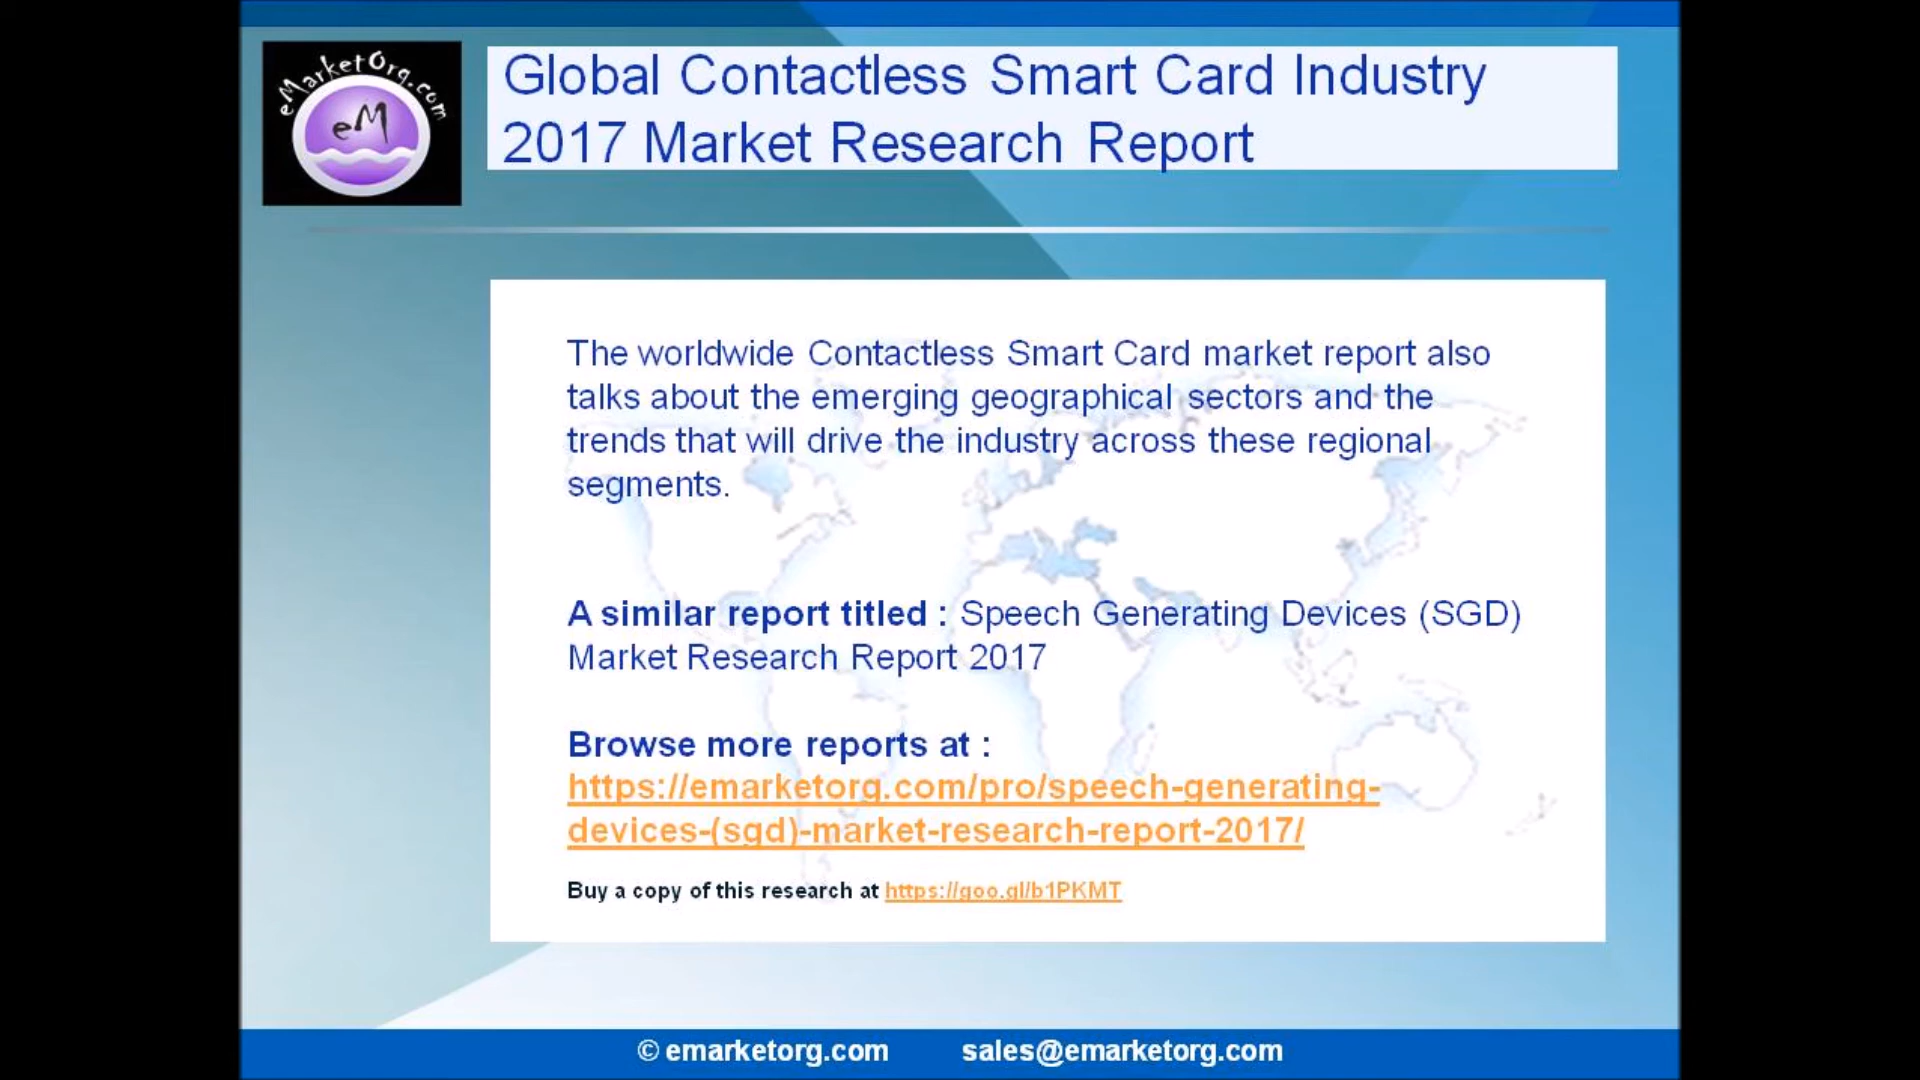 eMarketOrg.com
eM
Global Contactless Smart Card Industry
2017 Market Research Report
The worldwide Contactless Smart Card market report also
talks about the emerging geographical sectors and the
trends that will drive the industry across these regional
segments.
A similar report titled : Speech Generating Devices (SGD)
Market Research Report 2017
Browse more reports at :
https://emarketorg.com/pro/speech-generating-
devices-(sgd)-market-research-report-2017/
Buy a copy of this research at https://goo.gl/b1PKMT
© emarketorg.com sales@emarketorg.com